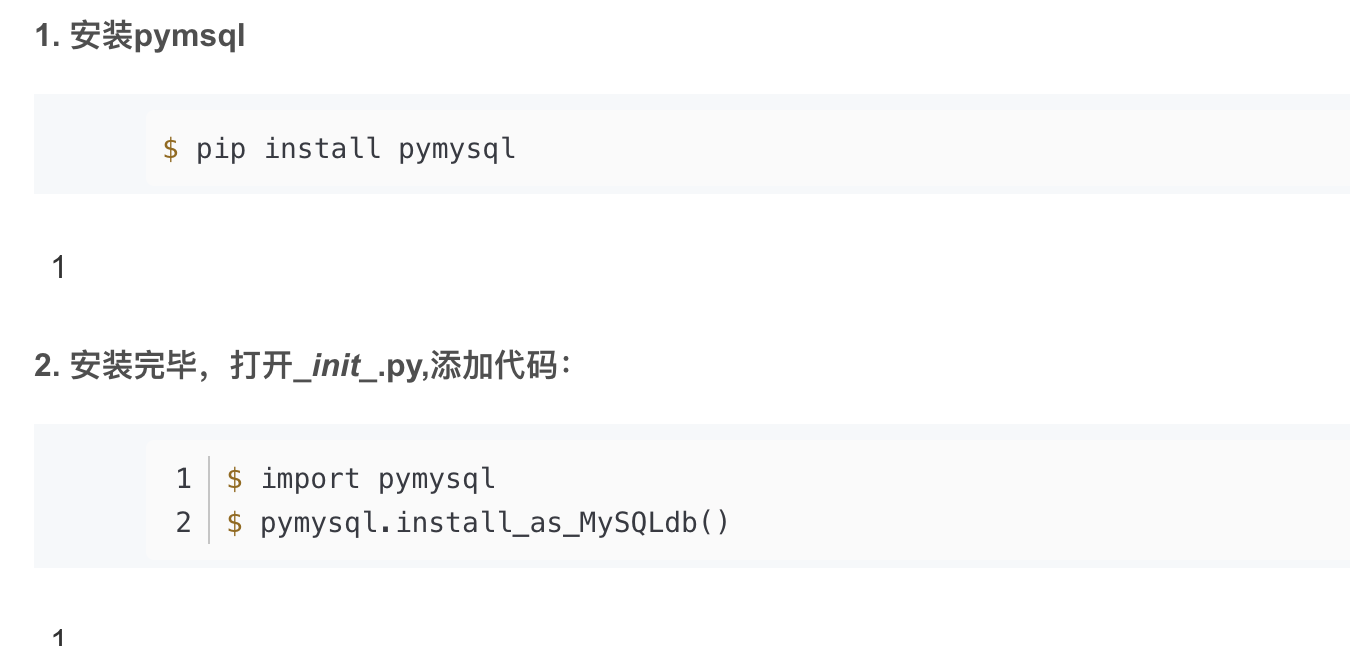 1. 安装pymsql
$ pip install pymysql
1
2. 安装完毕，打开_init_.py,添加代码：
1 $ import pymysql
2 $ pymysql.install_as_MySQLdb()
1